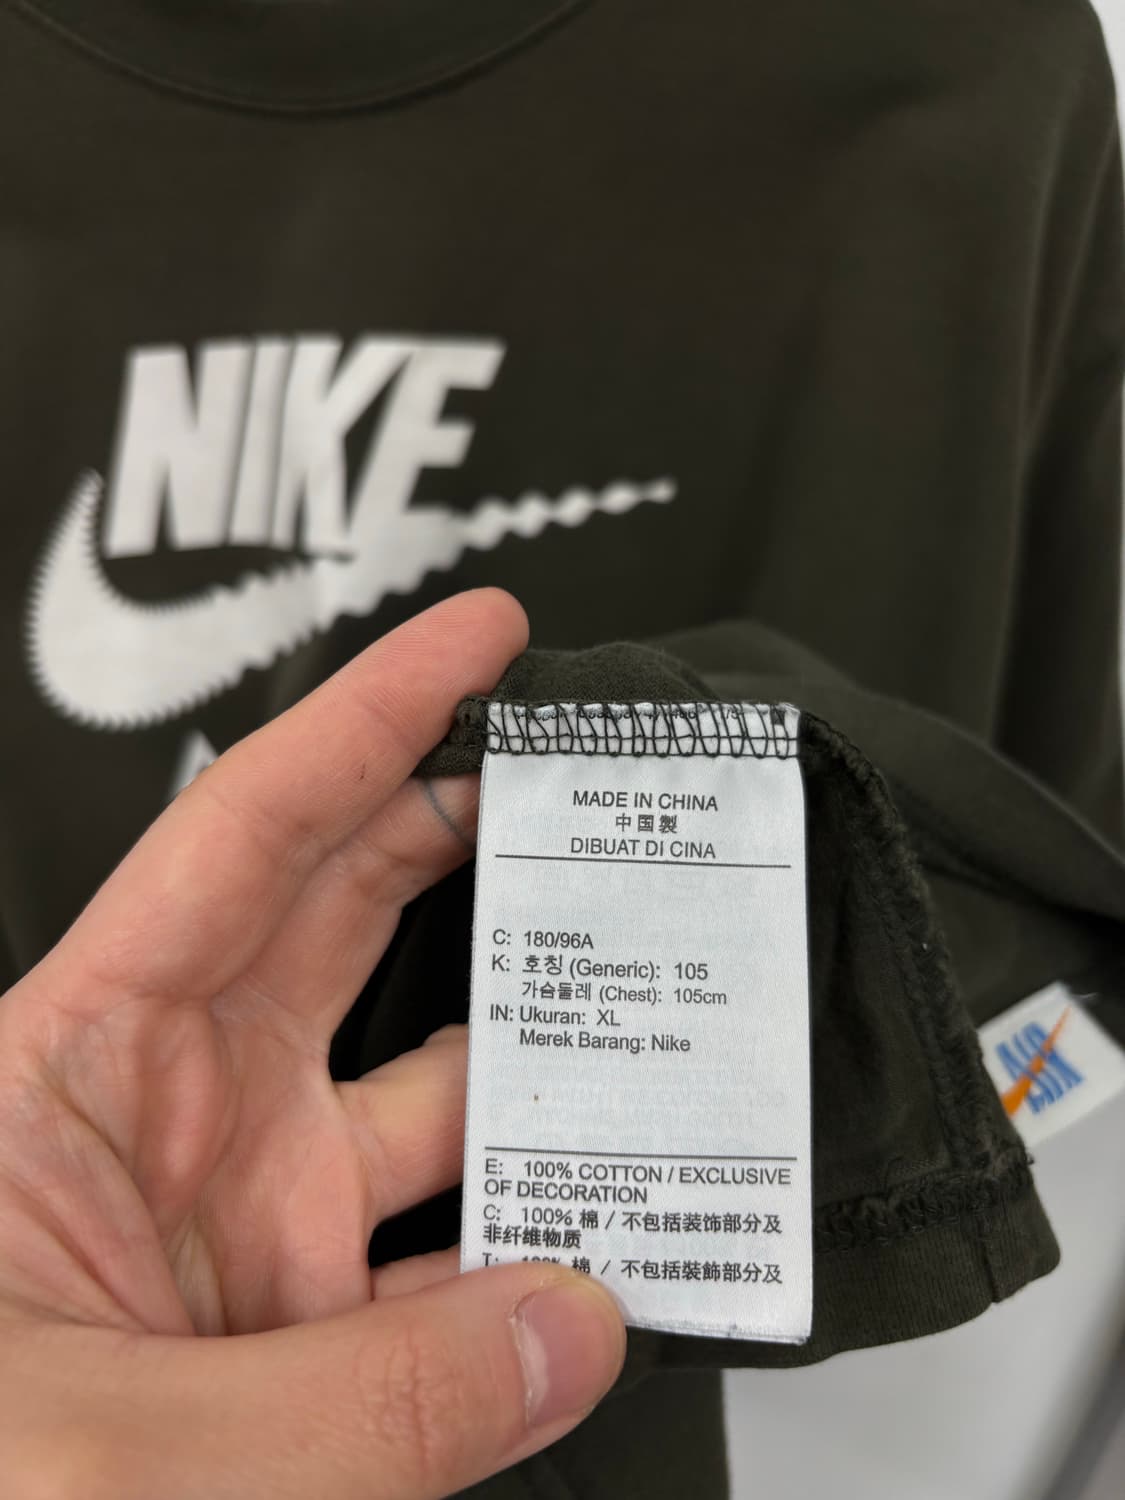 NIKE
MADE IN CHINA
中国製
DIBUAT DI CINA
C: 180/96A
K: 호칭 (Generic): 105
가슴둘레 (Chest): 105cm
IN: Ukuran: XL
Merek Barang: Nike
E: 100% COTTON / EXCLUSIVE
OF DECORATION
C: 100% 棉 / 不包括装饰部分及
非纤维物质
T: 100% 棉 / 不包括裝飾部分及
AIR